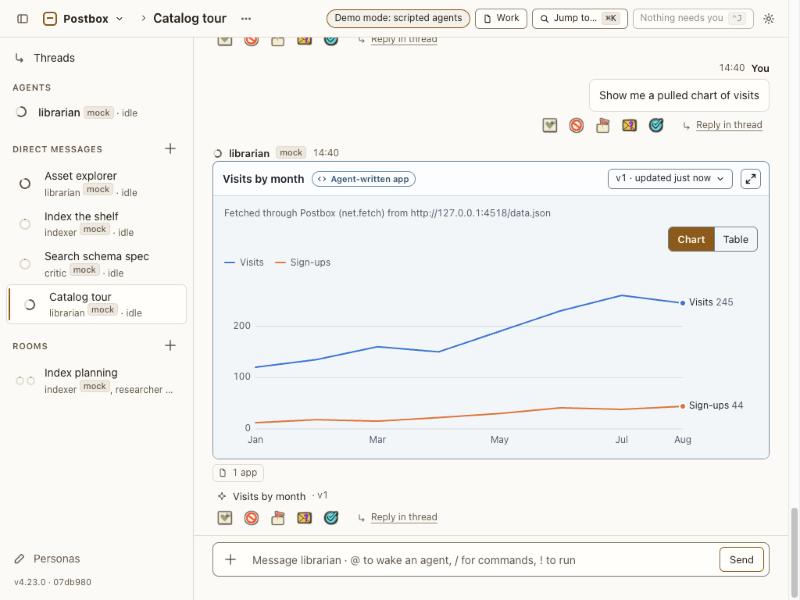 Postbox
Catalog tour
Demo mode: scripted agents
Work
Jump to... ⌘K
Nothing needs you ^J
Reply in thread
Threads
AGENTS
librarian mock · idle
DIRECT MESSAGES
Asset explorer
librarian mock · idle
Index the shelf
indexer mock · idle
Search schema spec
critic mock · idle
Catalog tour
librarian mock · idle
ROOMS
Index planning
indexer mock, researcher ...
Personas
v4.23.0 · 07db980
14:40 You
Show me a pulled chart of visits
Reply in thread
librarian mock 14:40
Visits by month
Agent-written app
v1 · updated just now
Fetched through Postbox (net.fetch) from http://127.0.0.1:4518/data.json
Chart Table
Visits Sign-ups
Visits 245
200
100
Sign-ups 44
0
Jan Mar May Jul Aug
1 app
Visits by month · v1
Reply in thread
Message librarian · @ to wake an agent, / for commands, ! to run
Send